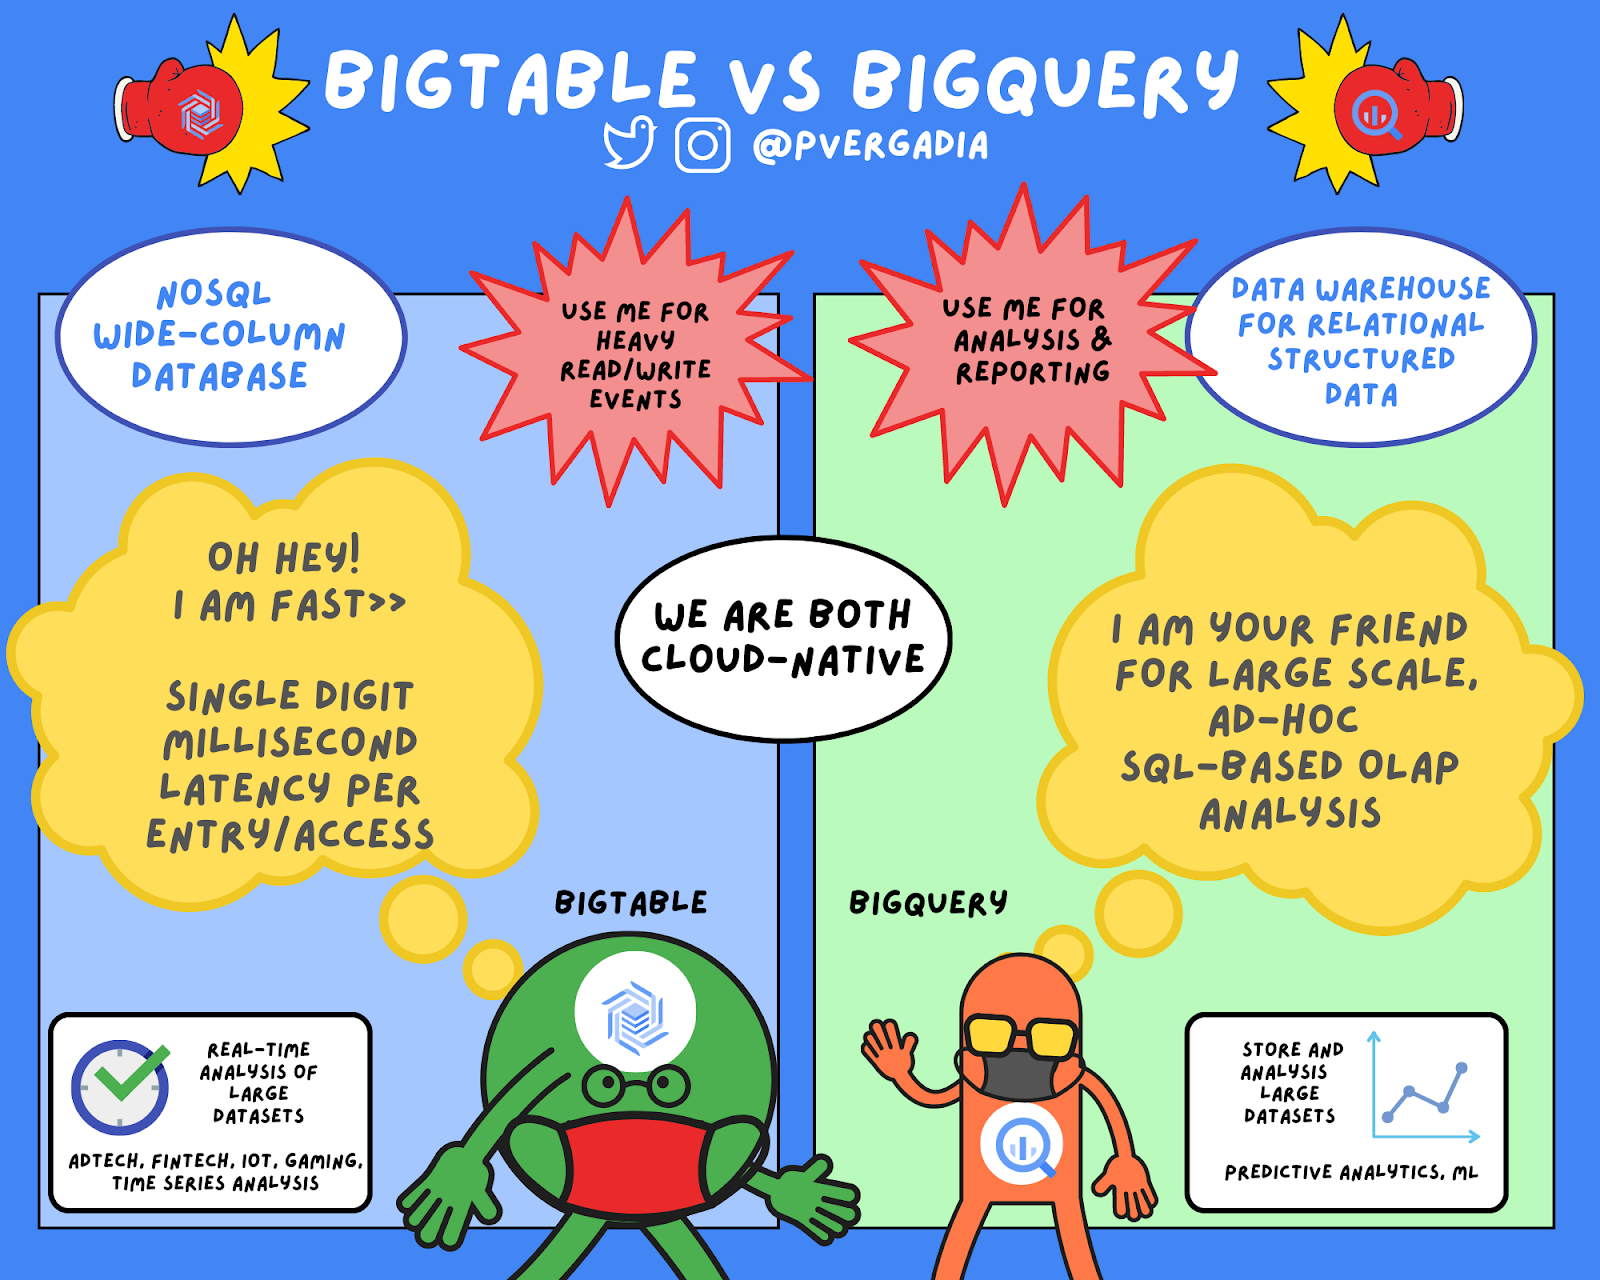 BIGTABLE VS BIGQUERY
@PVERGADIA
NOSQL
WIDE-COLUMN
DATABASE
USE ME FOR
HEAVY
READ/WRITE
EVENTS
USE ME FOR
ANALYSIS &
REPORTING
DATA WAREHOUSE
FOR RELATIONAL
STRUCTURED
DATA
OH HEY!
I AM FAST>>
SINGLE DIGIT
MILLISECOND
LATENCY PER
ENTRY/ACCESS
WE ARE BOTH
CLOUD-NATIVE
I AM YOUR FRIEND
FOR LARGE SCALE,
AD-HOC
SQL-BASED OLAP
ANALYSIS
BIGTABLE
BIGQUERY
REAL-TIME
ANALYSIS OF
LARGE
DATASETS
ADTECH, FINTECH, IOT, GAMING,
TIME SERIES ANALYSIS
STORE AND
ANALYSIS
LARGE
DATASETS
PREDICTIVE ANALYTICS, ML